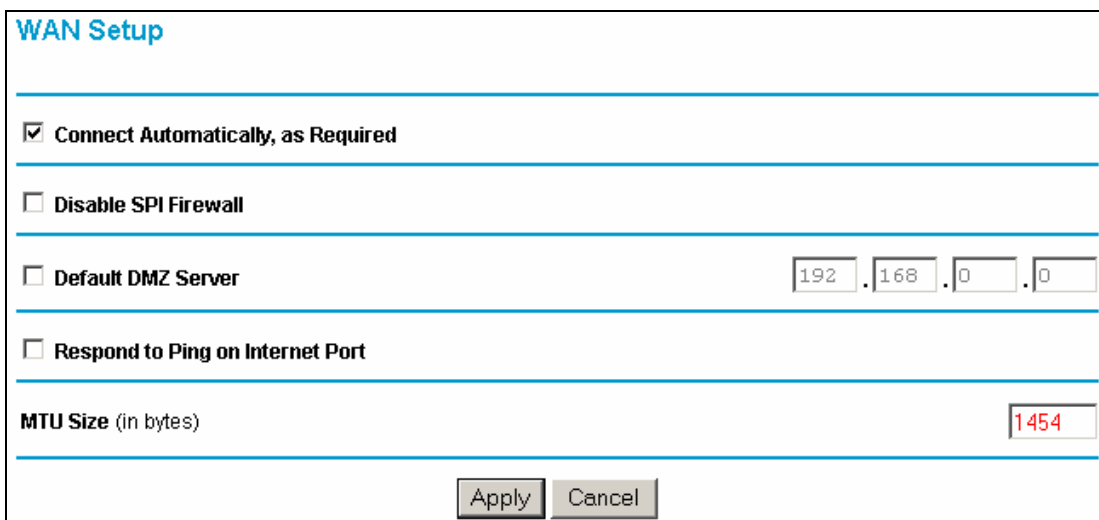 WAN Setup
Connect Automatically, as Required
Disable SPI Firewall
Default DMZ Server 192 . 168 . 0 . 0
Respond to Ping on Internet Port
MTU Size (in bytes) 1454
Apply Cancel